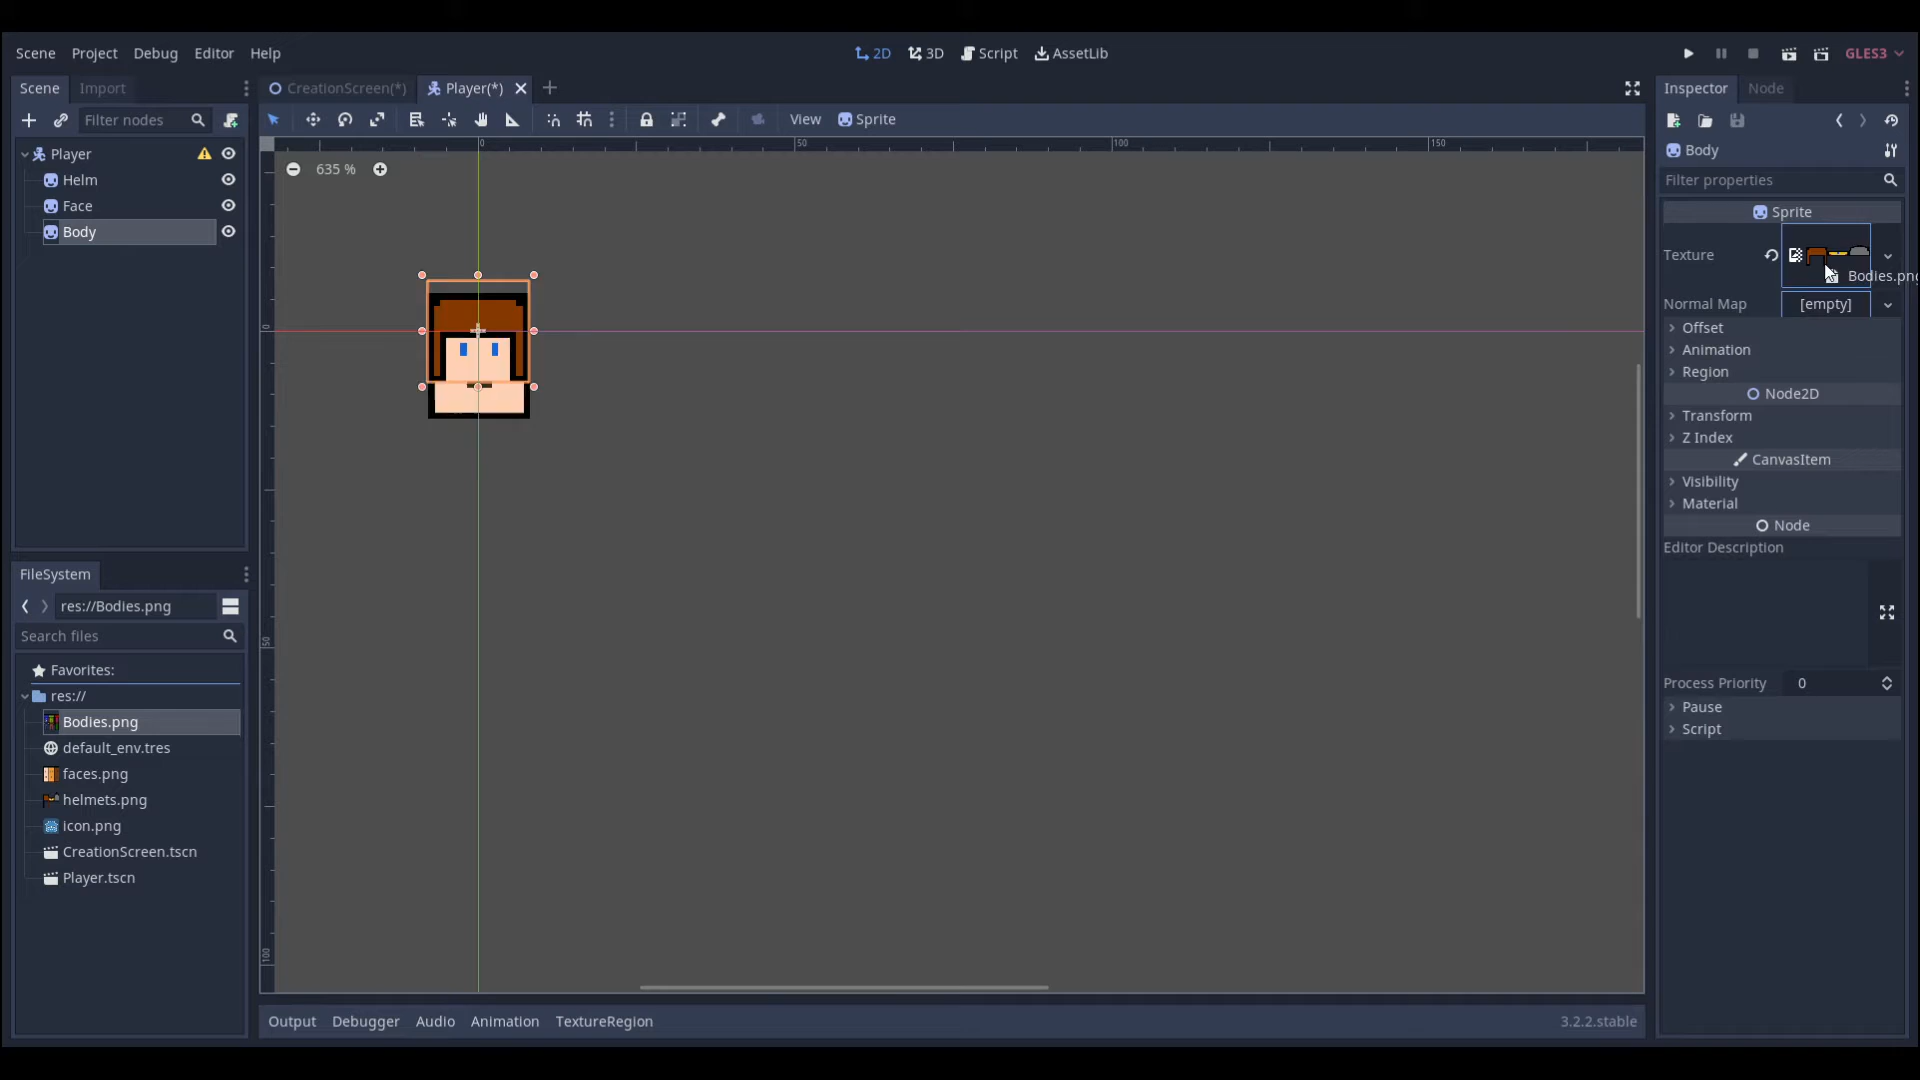 Scene Project Debug Editor Help 2D 3D Script AssetLib GLES3
Scene Import CreationScreen(*) Player(*) Inspector Node
Filter nodes View Sprite
0 50 100 150
Player Body
635 %
Helm Filter properties
Face Sprite
Body
Texture Bodies.png
Normal Map [empty]
0
Offset
Animation
Region
Node2D
Transform
Z Index
CanvasItem
Visibility
Material
Node
Editor Description
FileSystem
res://Bodies.png
Search files
50
Favorites:
Process Priority 0
res://
Pause
Bodies.png
Script
default_env.tres
faces.png
helmets.png
icon.png
CreationScreen.tscn
Player.tscn
100
Output Debugger Audio Animation TextureRegion 3.2.2.stable